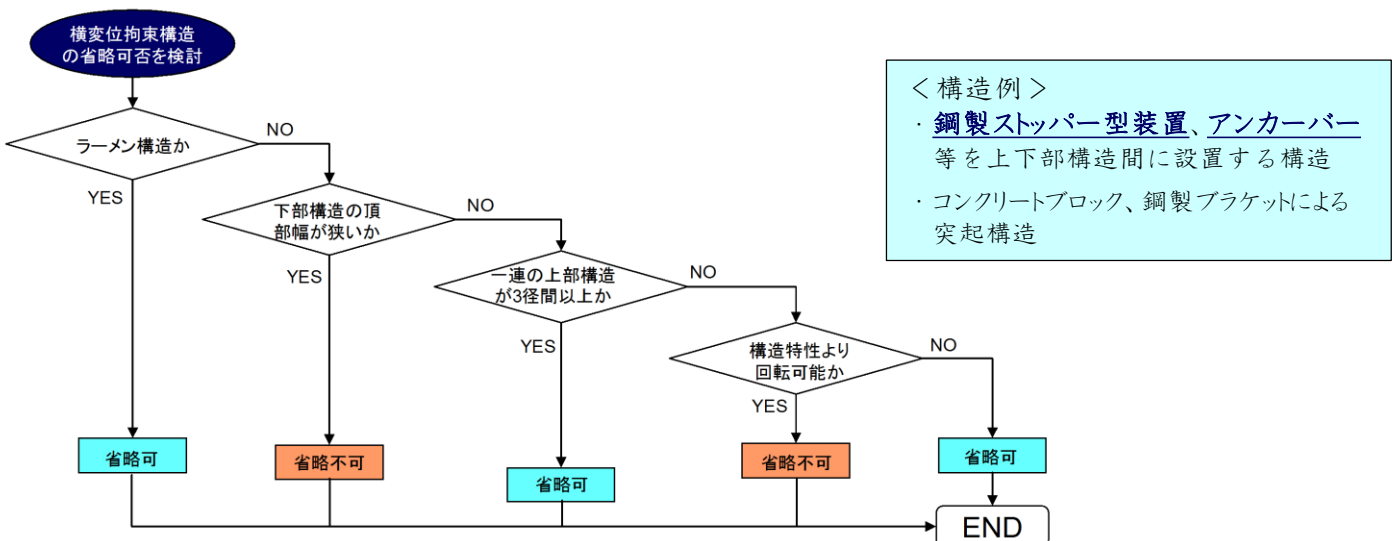 横変位拘束構造
の省略可否を検討
ラーメン構造か
NO
YES
下部構造の頂
部幅が狭いか
NO
YES
一連の上部構造
が3径間以上か
NO
YES
構造特性より
回転可能か
NO
YES
省略可
省略不可
省略可
省略不可
省略可
END
＜構造例＞
・鋼製ストッパー型装置、アンカーバー
等を上下部構造間に設置する構造
・コンクリートブロック、鋼製ブラケットによる
突起構造